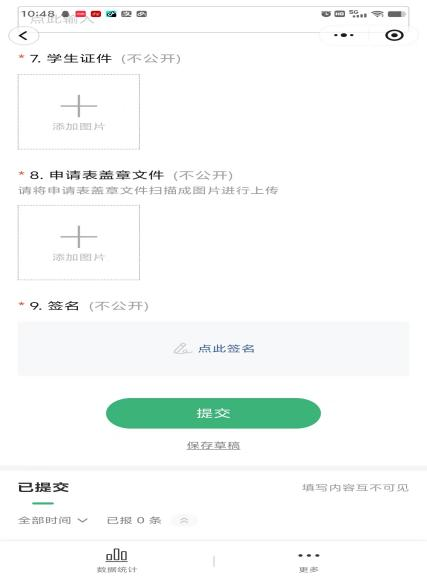 10:48
HD 5G
点此输入
* 7. 学生证件 (不公开)
添加图片
* 8. 申请表盖章文件 (不公开)
请将申请表盖章文件扫描成图片进行上传
添加图片
* 9. 签名 (不公开)
点此签名
提交
保存草稿
已提交 填写内容互不可见
全部时间 已报 0 条
数据统计 更多